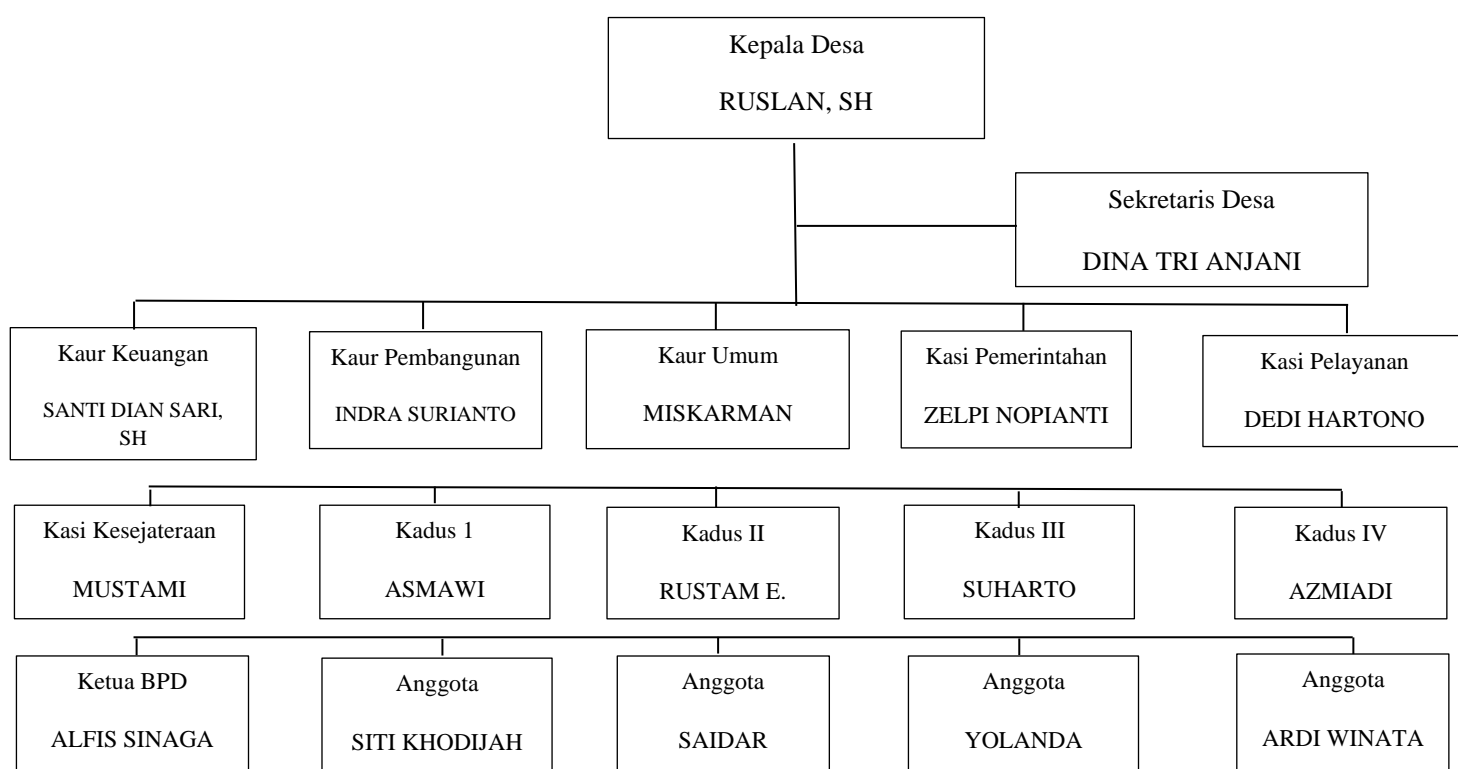 Kepala Desa
RUSLAN, SH
Sekretaris Desa
DINA TRI ANJANI
Kaur Keuangan
SANTI DIAN SARI,
SH
Kaur Pembangunan
INDRA SURIANTO
Kaur Umum
MISKARMAN
Kasi Pemerintahan
ZELPI NOPIANTI
Kasi Pelayanan
DEDI HARTONO
Kasi Kesejateraan
MUSTAMI
Kadus 1
ASMAWI
Kadus II
RUSTAM E.
Kadus III
SUHARTO
Kadus IV
AZMIADI
Ketua BPD
ALFIS SINAGA
Anggota
SITI KHODIJAH
Anggota
SAIDAR
Anggota
YOLANDA
Anggota
ARDI WINATA